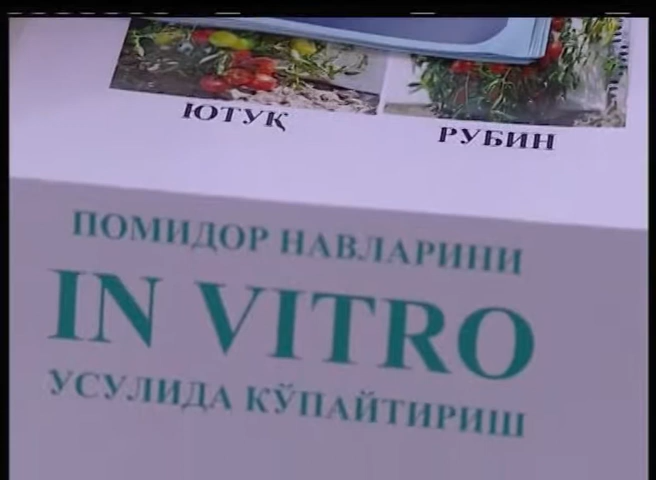 ЮТУҚ
РУБИН
ПОМИДОР НАВЛАРИНИ
IN VITRO
УСУЛИДА КЎПАЙТИРИШ